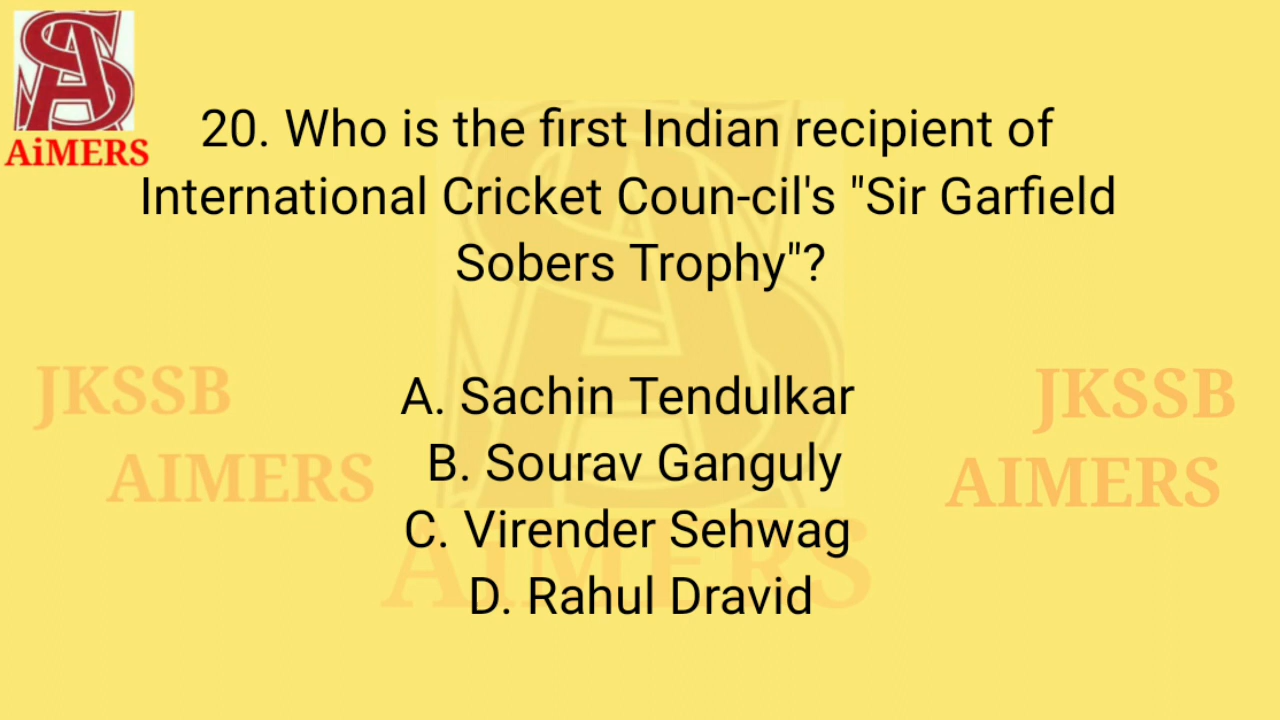 AiMERS
20. Who is the first Indian recipient of
International Cricket Coun-cil's "Sir Garfield
Sobers Trophy"?
JKSSB
AIMERS
JKSSB
AIMERS
A. Sachin Tendulkar
B. Sourav Ganguly
C. Virender Sehwag
D. Rahul Dravid
AiMERS